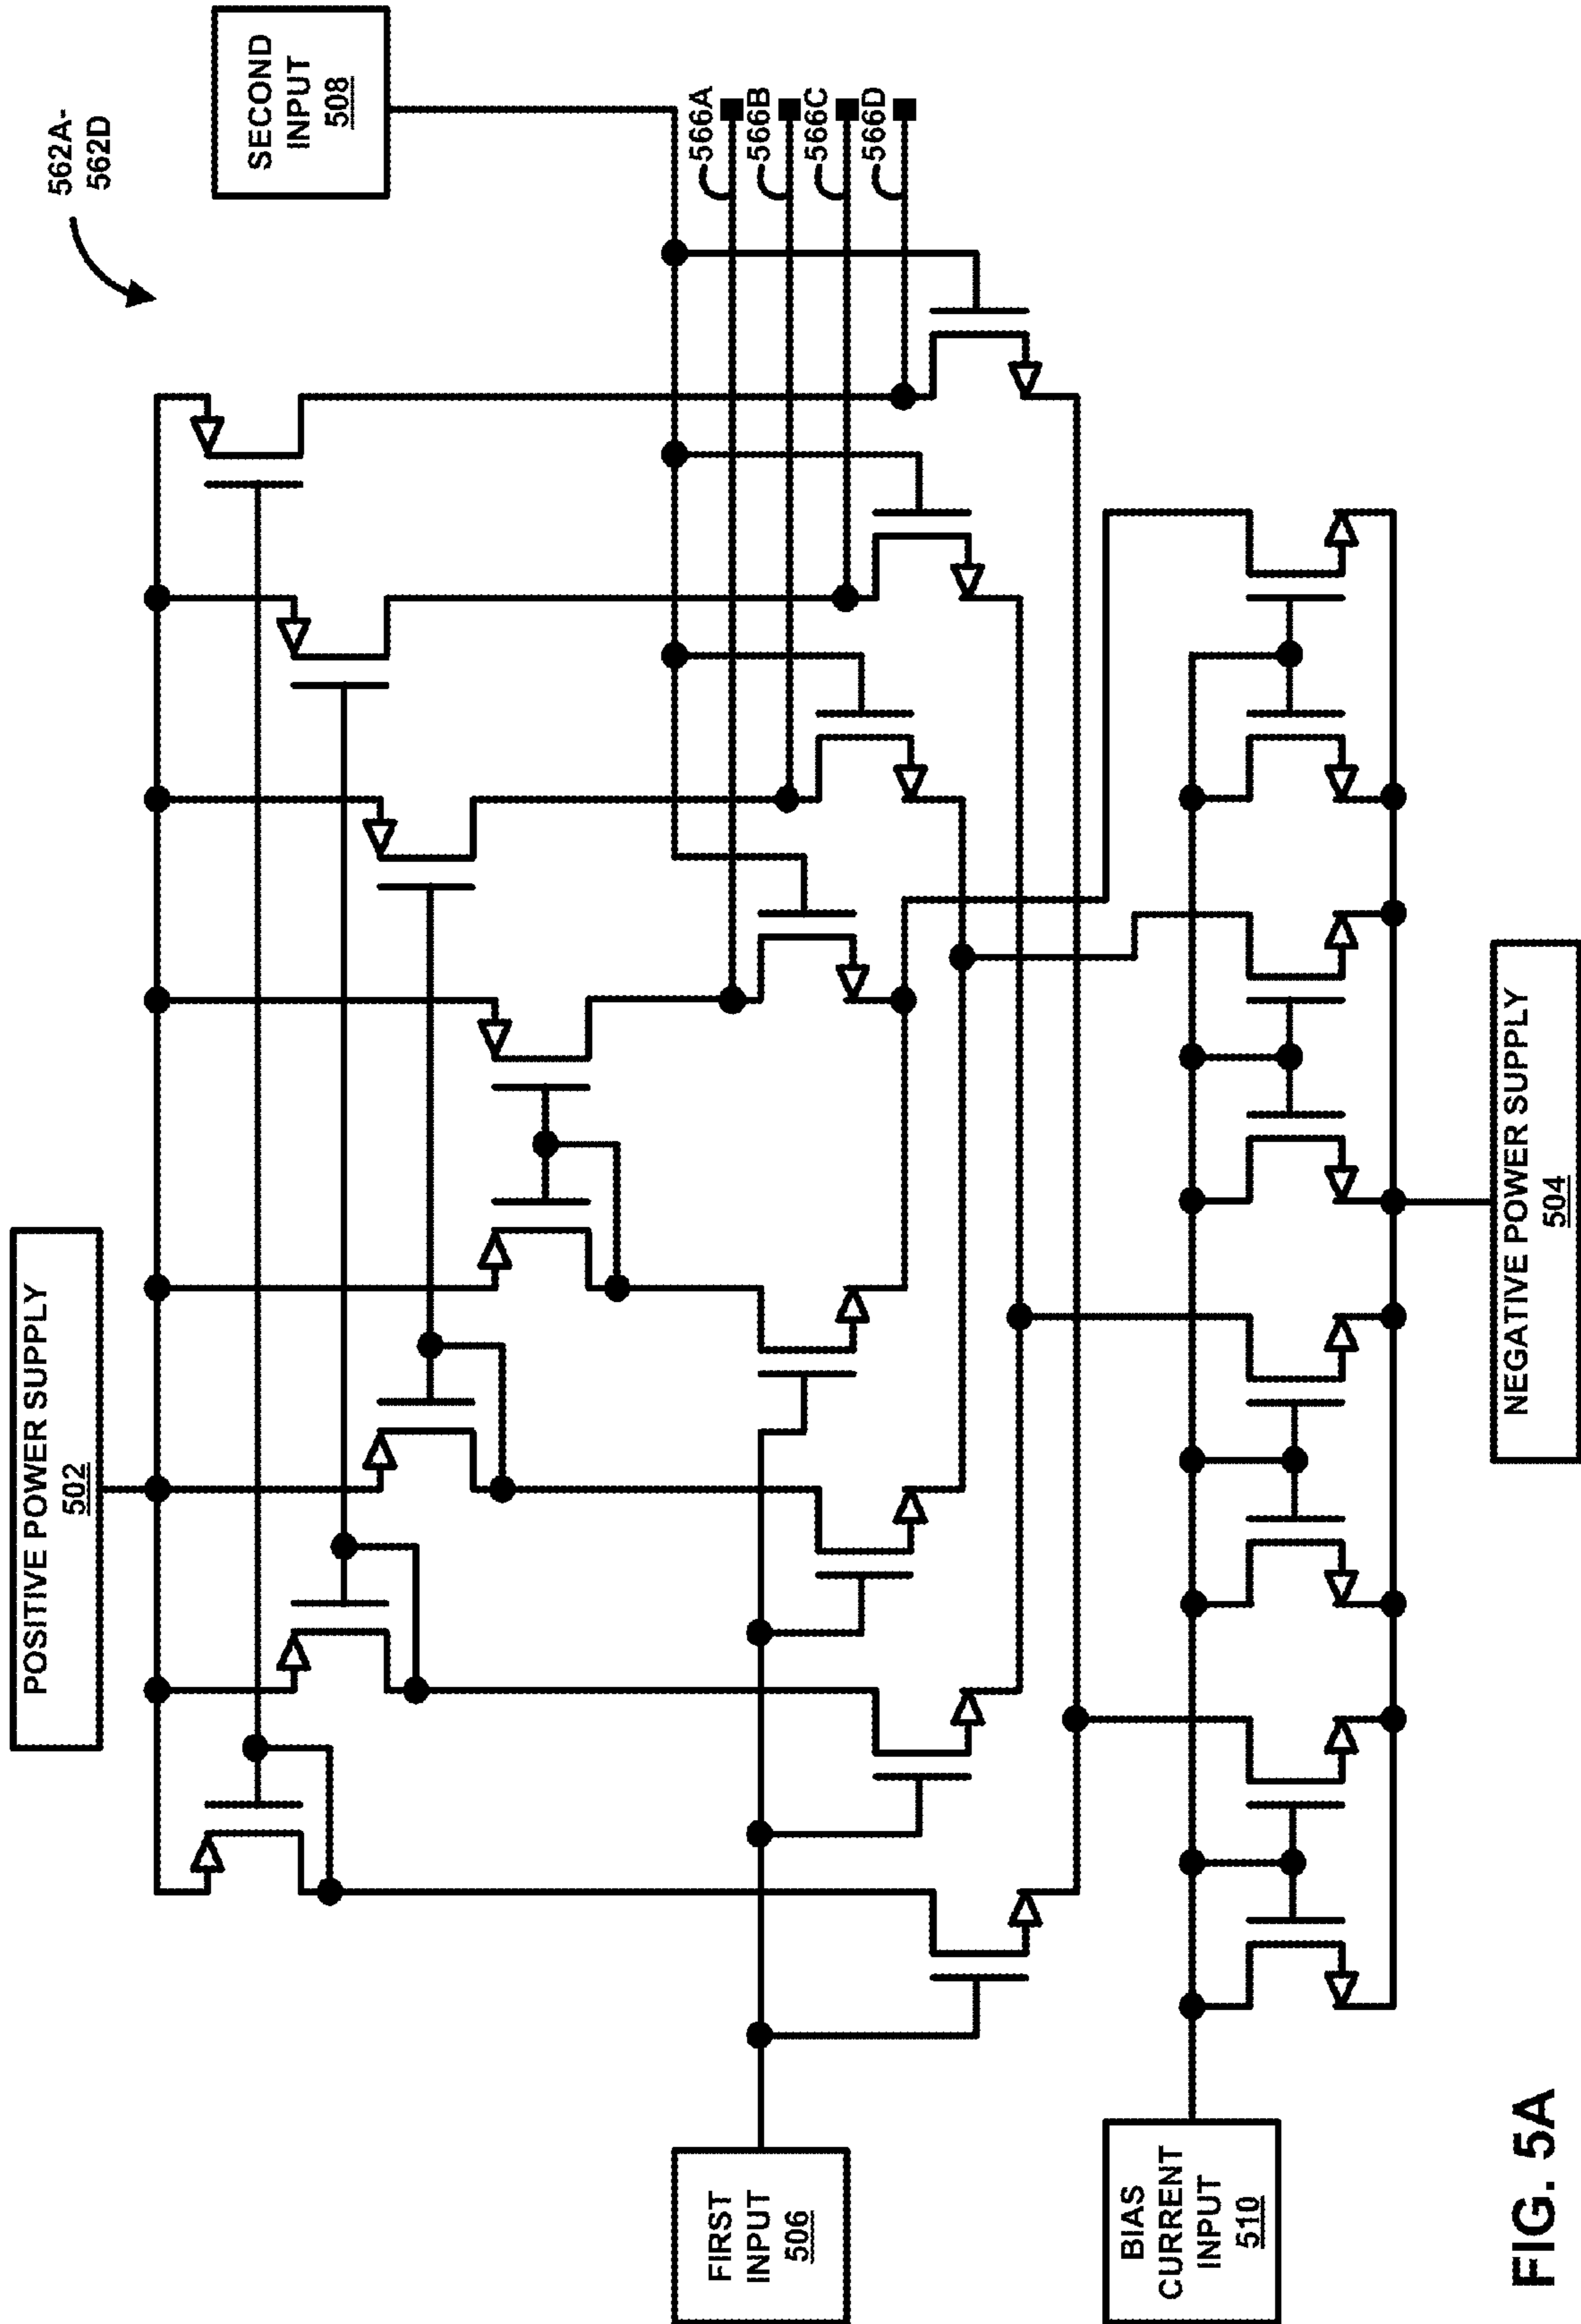 562A-
562D
POSITIVE POWER SUPPLY
502
SECOND
INPUT
508
566A
566B
566C
566D
FIRST
INPUT
506
BIAS
CURRENT
INPUT
510
NEGATIVE POWER SUPPLY
504
FIG. 5A